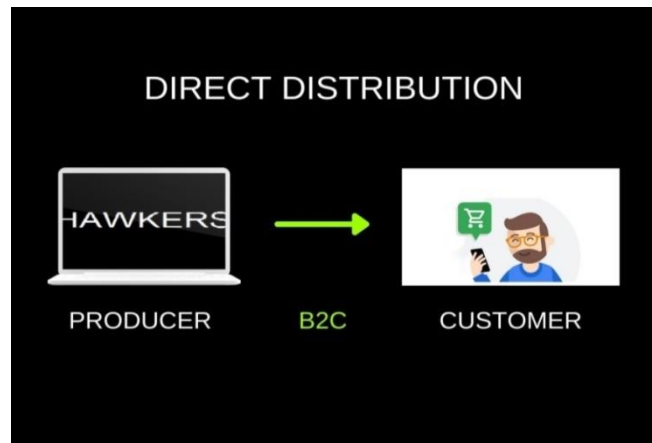 DIRECT DISTRIBUTION
HAWKERS
PRODUCER
B2C
CUSTOMER